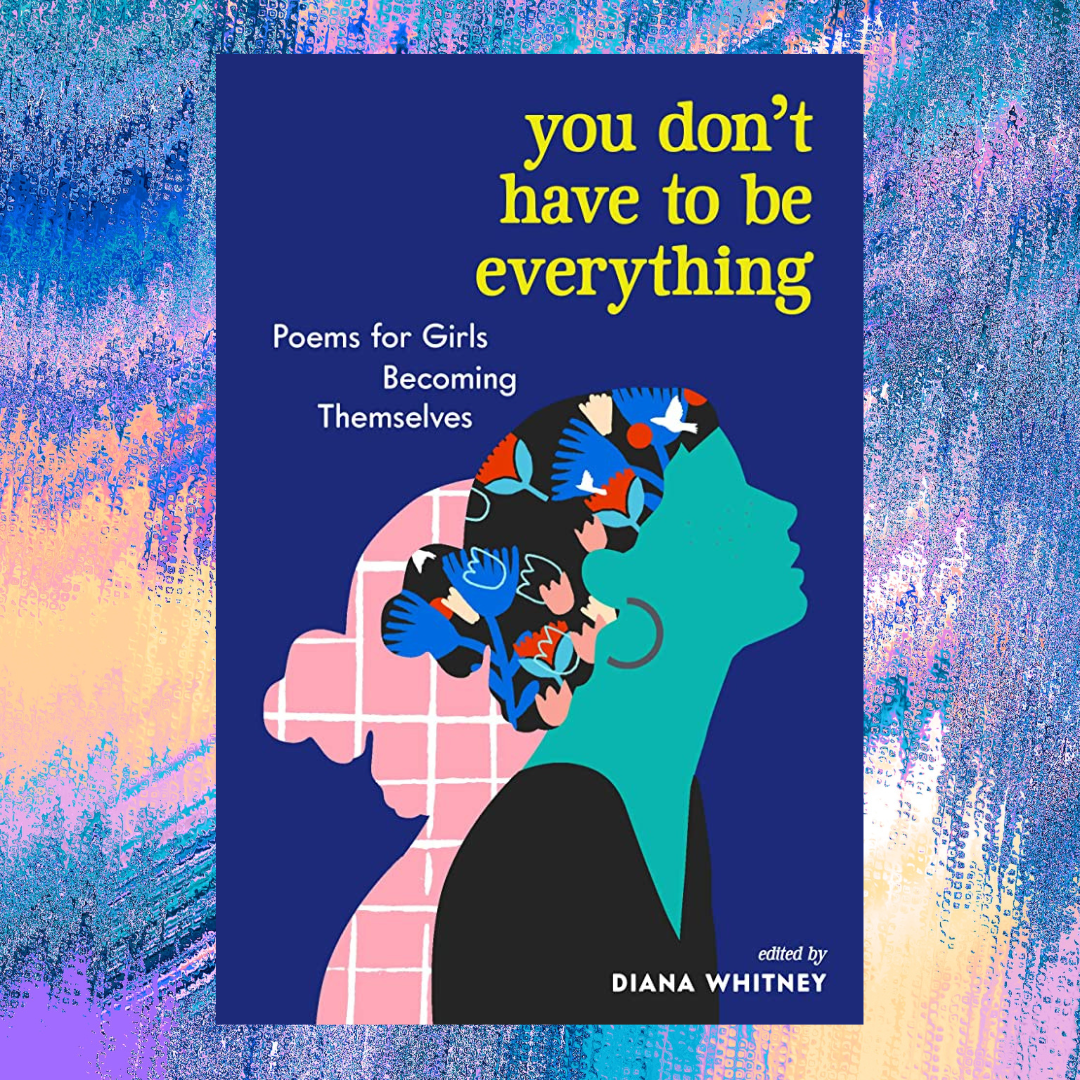 you don’t
have to be
everything
Poems for Girls
Becoming
Themselves
edited by
DIANA WHITNEY